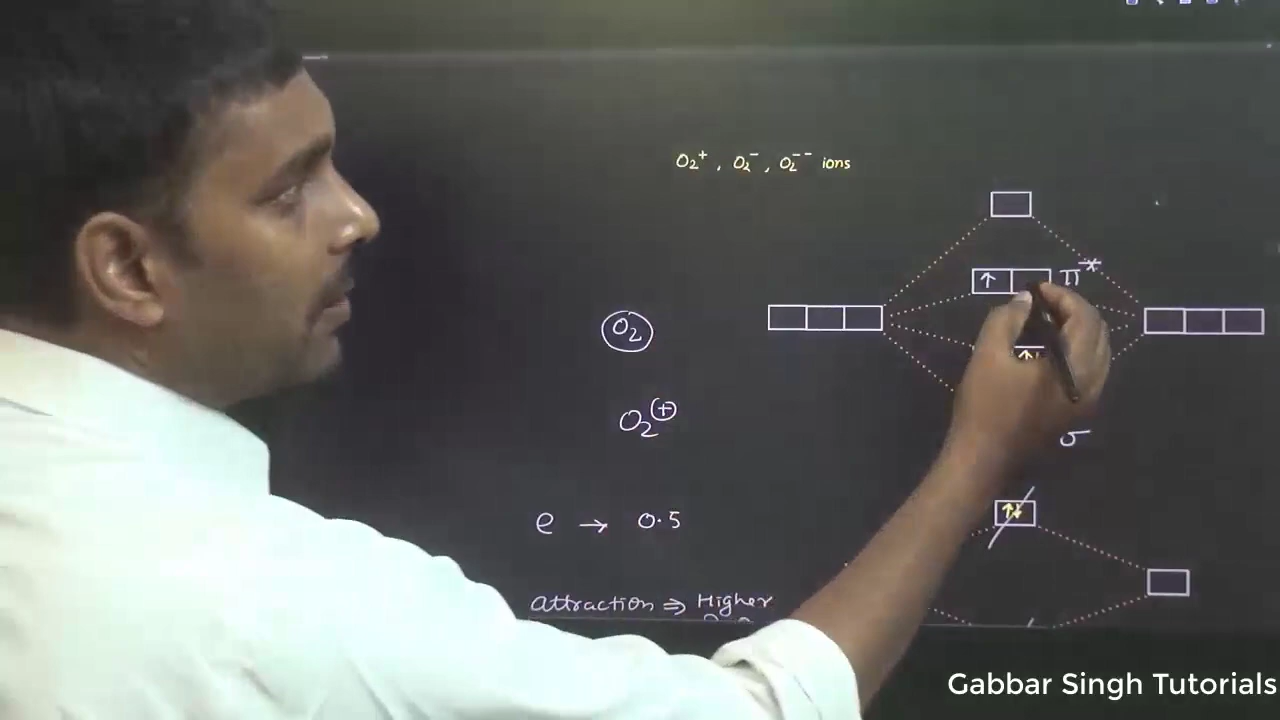 O₂⁺ , O₂⁻ , O₂⁻⁻ ions
π*
O₂
O₂⁺
σ
e → 0.5
attraction ⇒ Higher
Gabbar Singh Tutorials